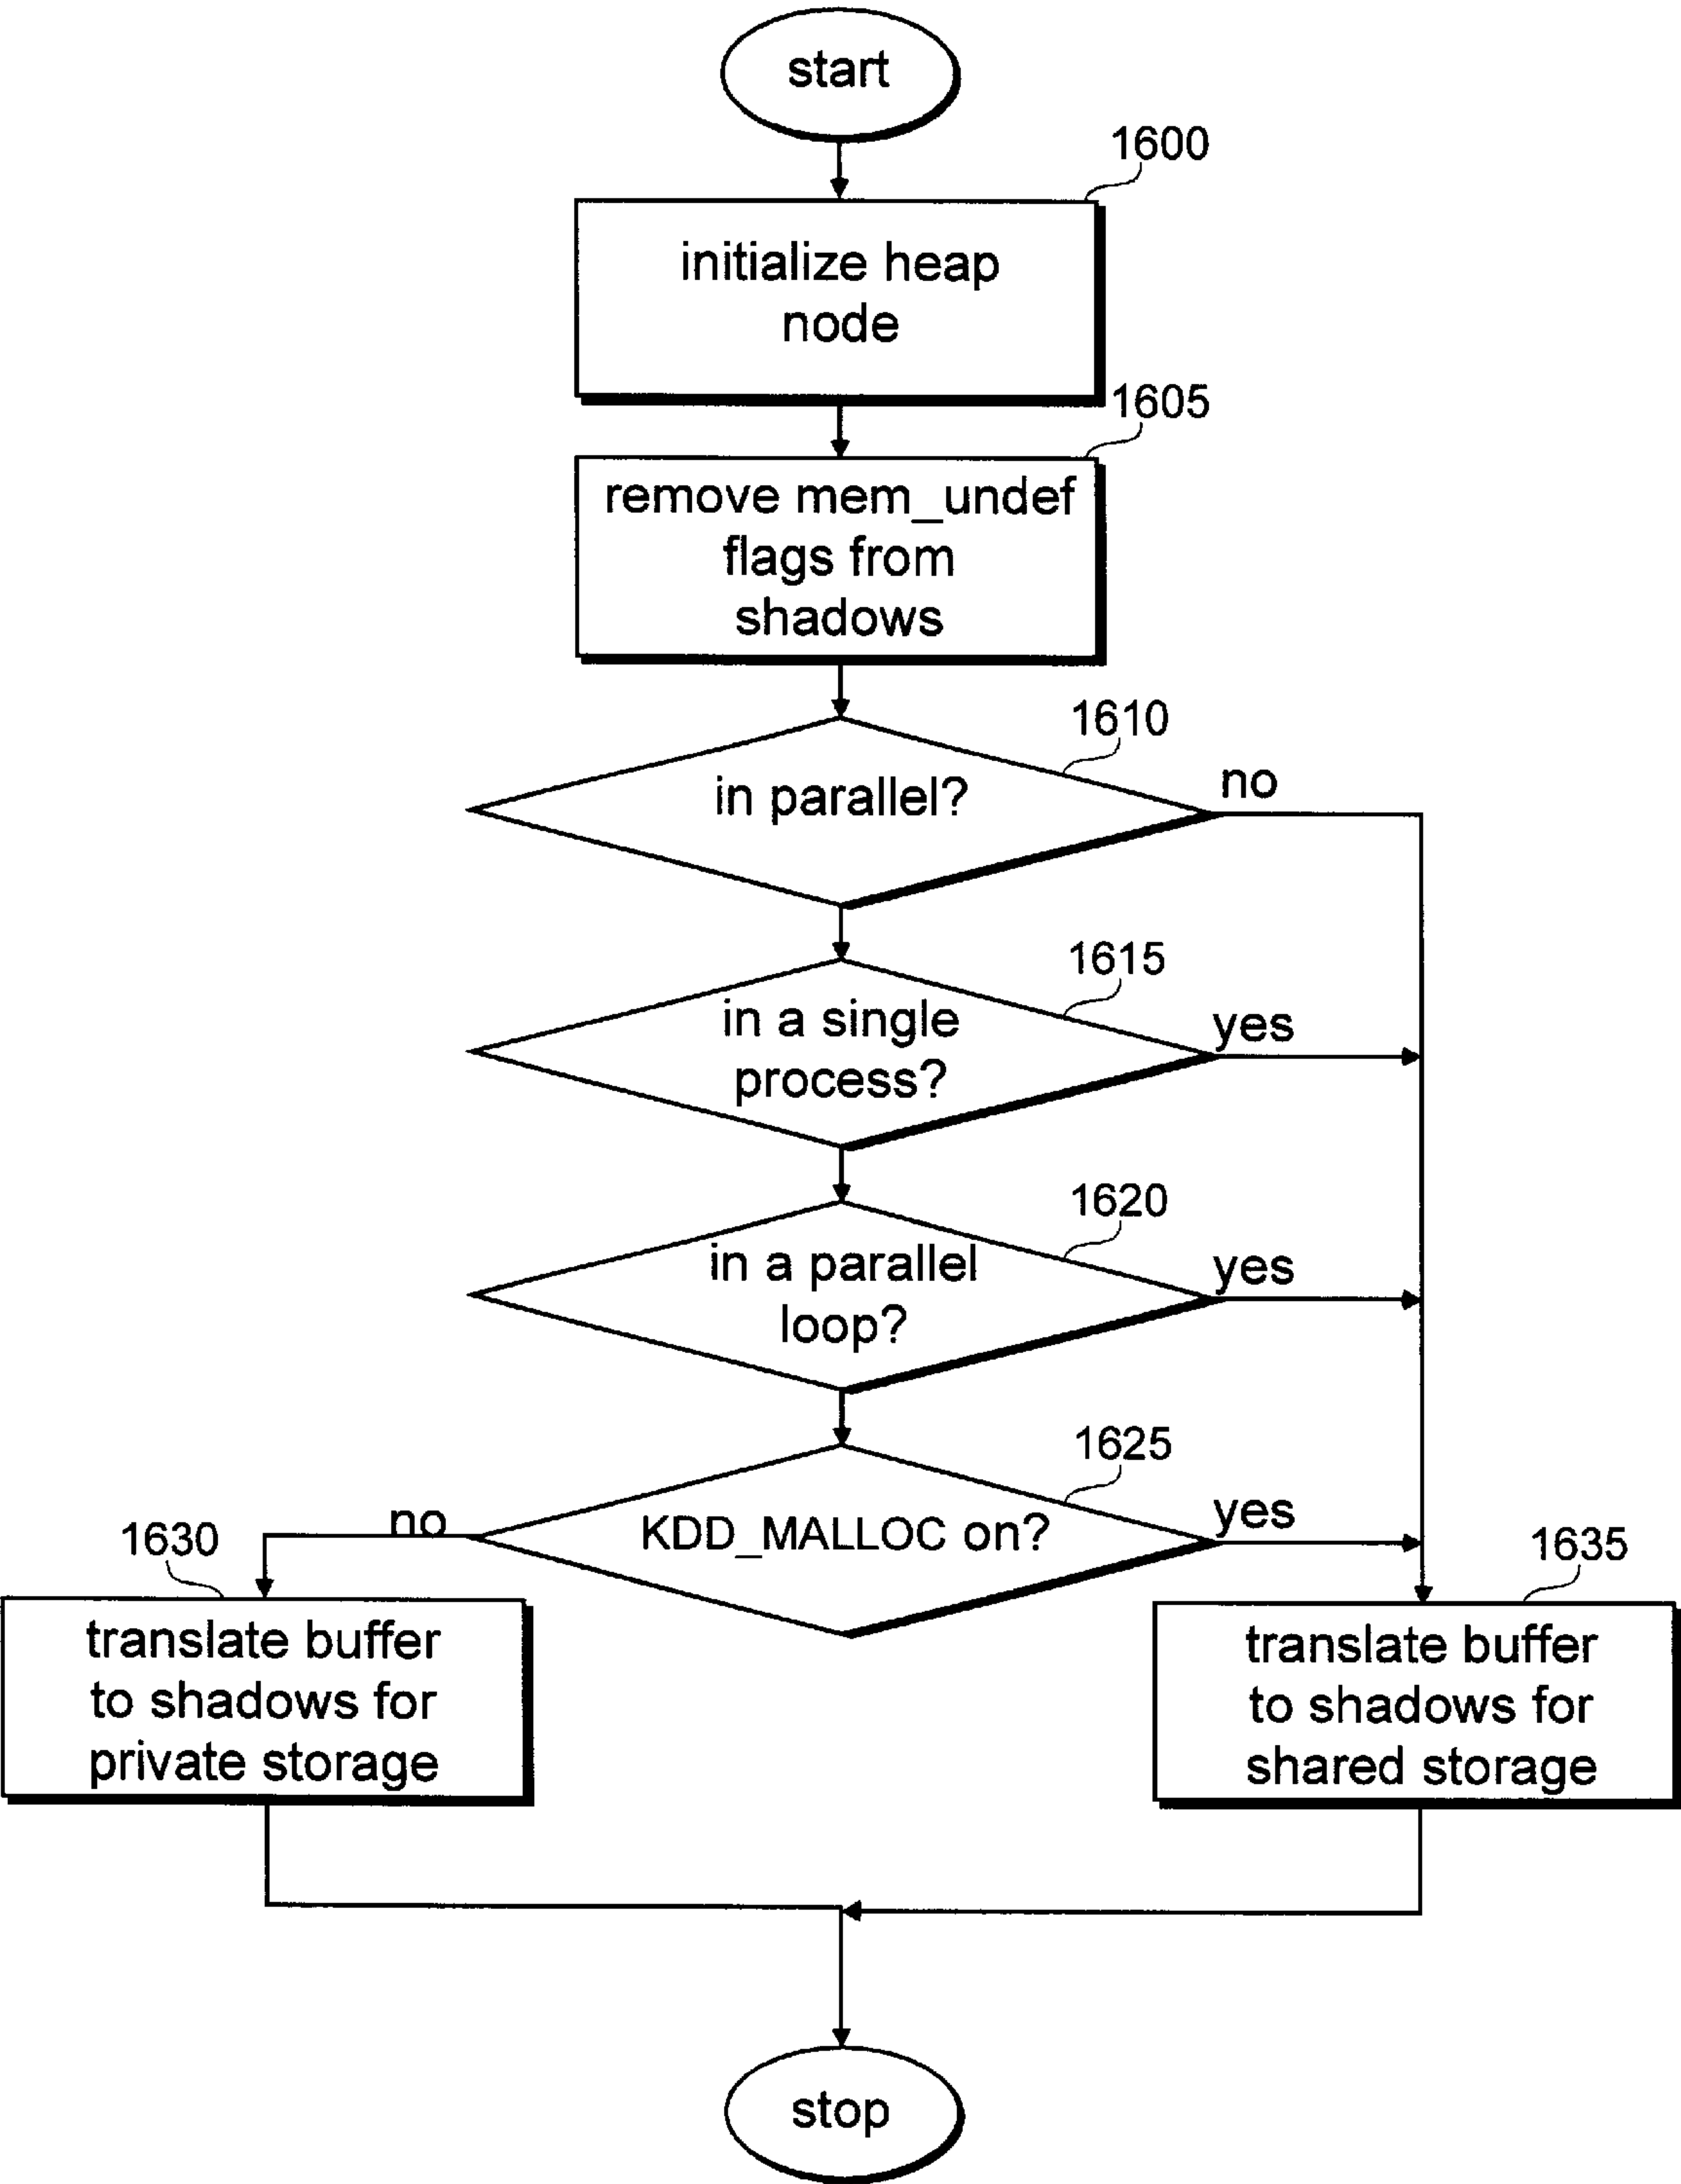 start
1600
initialize heap
node
1605
remove mem_undef
flags from
shadows
1610
in parallel?
no
1615
in a single
process?
yes
1620
in a parallel
loop?
yes
1625
KDD_MALLOC on?
no
yes
1630
translate buffer
to shadows for
private storage
1635
translate buffer
to shadows for
shared storage
stop